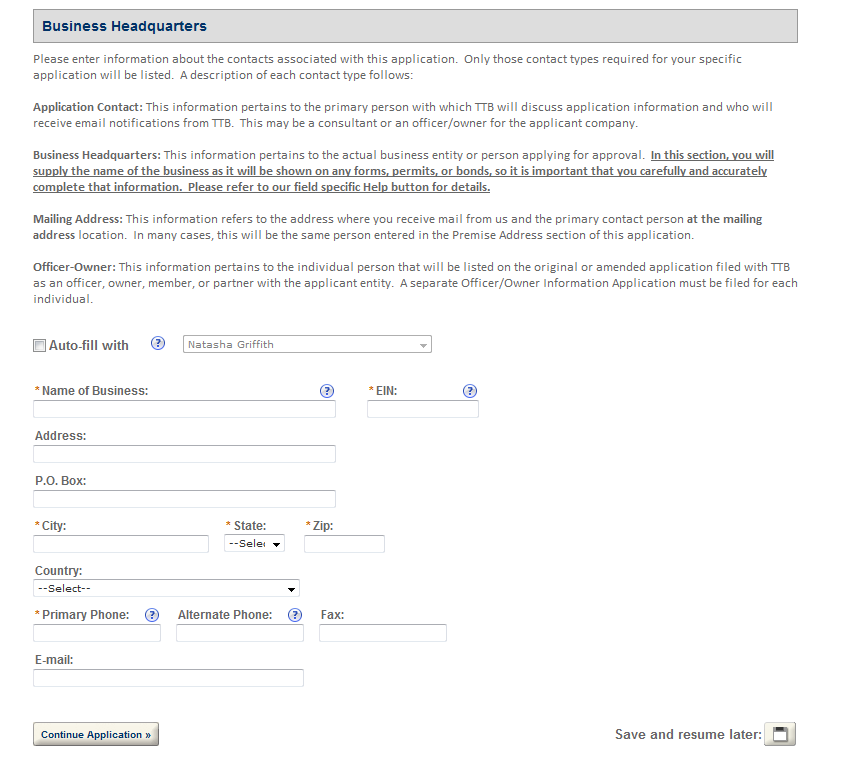 Business Headquarters
Please enter information about the contacts associated with this application. Only those contact types required for your specific
application will be listed. A description of each contact type follows:
Application Contact: This information pertains to the primary person with which TTB will discuss application information and who will
receive email notifications from TTB. This may be a consultant or an officer/owner for the applicant company.
Business Headquarters: This information pertains to the actual business entity or person applying for approval. In this section, you will
supply the name of the business as it will be shown on any forms, permits, or bonds, so it is important that you carefully and accurately
complete that information. Please refer to our field specific Help button for details.
Mailing Address: This information refers to the address where you receive mail from us and the primary contact person at the mailing
address location. In many cases, this will be the same person entered in the Premise Address section of this application.
Officer-Owner: This information pertains to the individual person that will be listed on the original or amended application filed with TTB
as an officer, owner, member, or partner with the applicant entity. A separate Officer/Owner Information Application must be filed for each
individual.
Auto-fill with ? Natasha Griffith
* Name of Business: ? * EIN: ?
Address:
P.O. Box:
* City: * State: * Zip:
--Selec
Country:
--Select--
* Primary Phone: ? Alternate Phone: ? Fax:
E-mail:
Continue Application » Save and resume later: